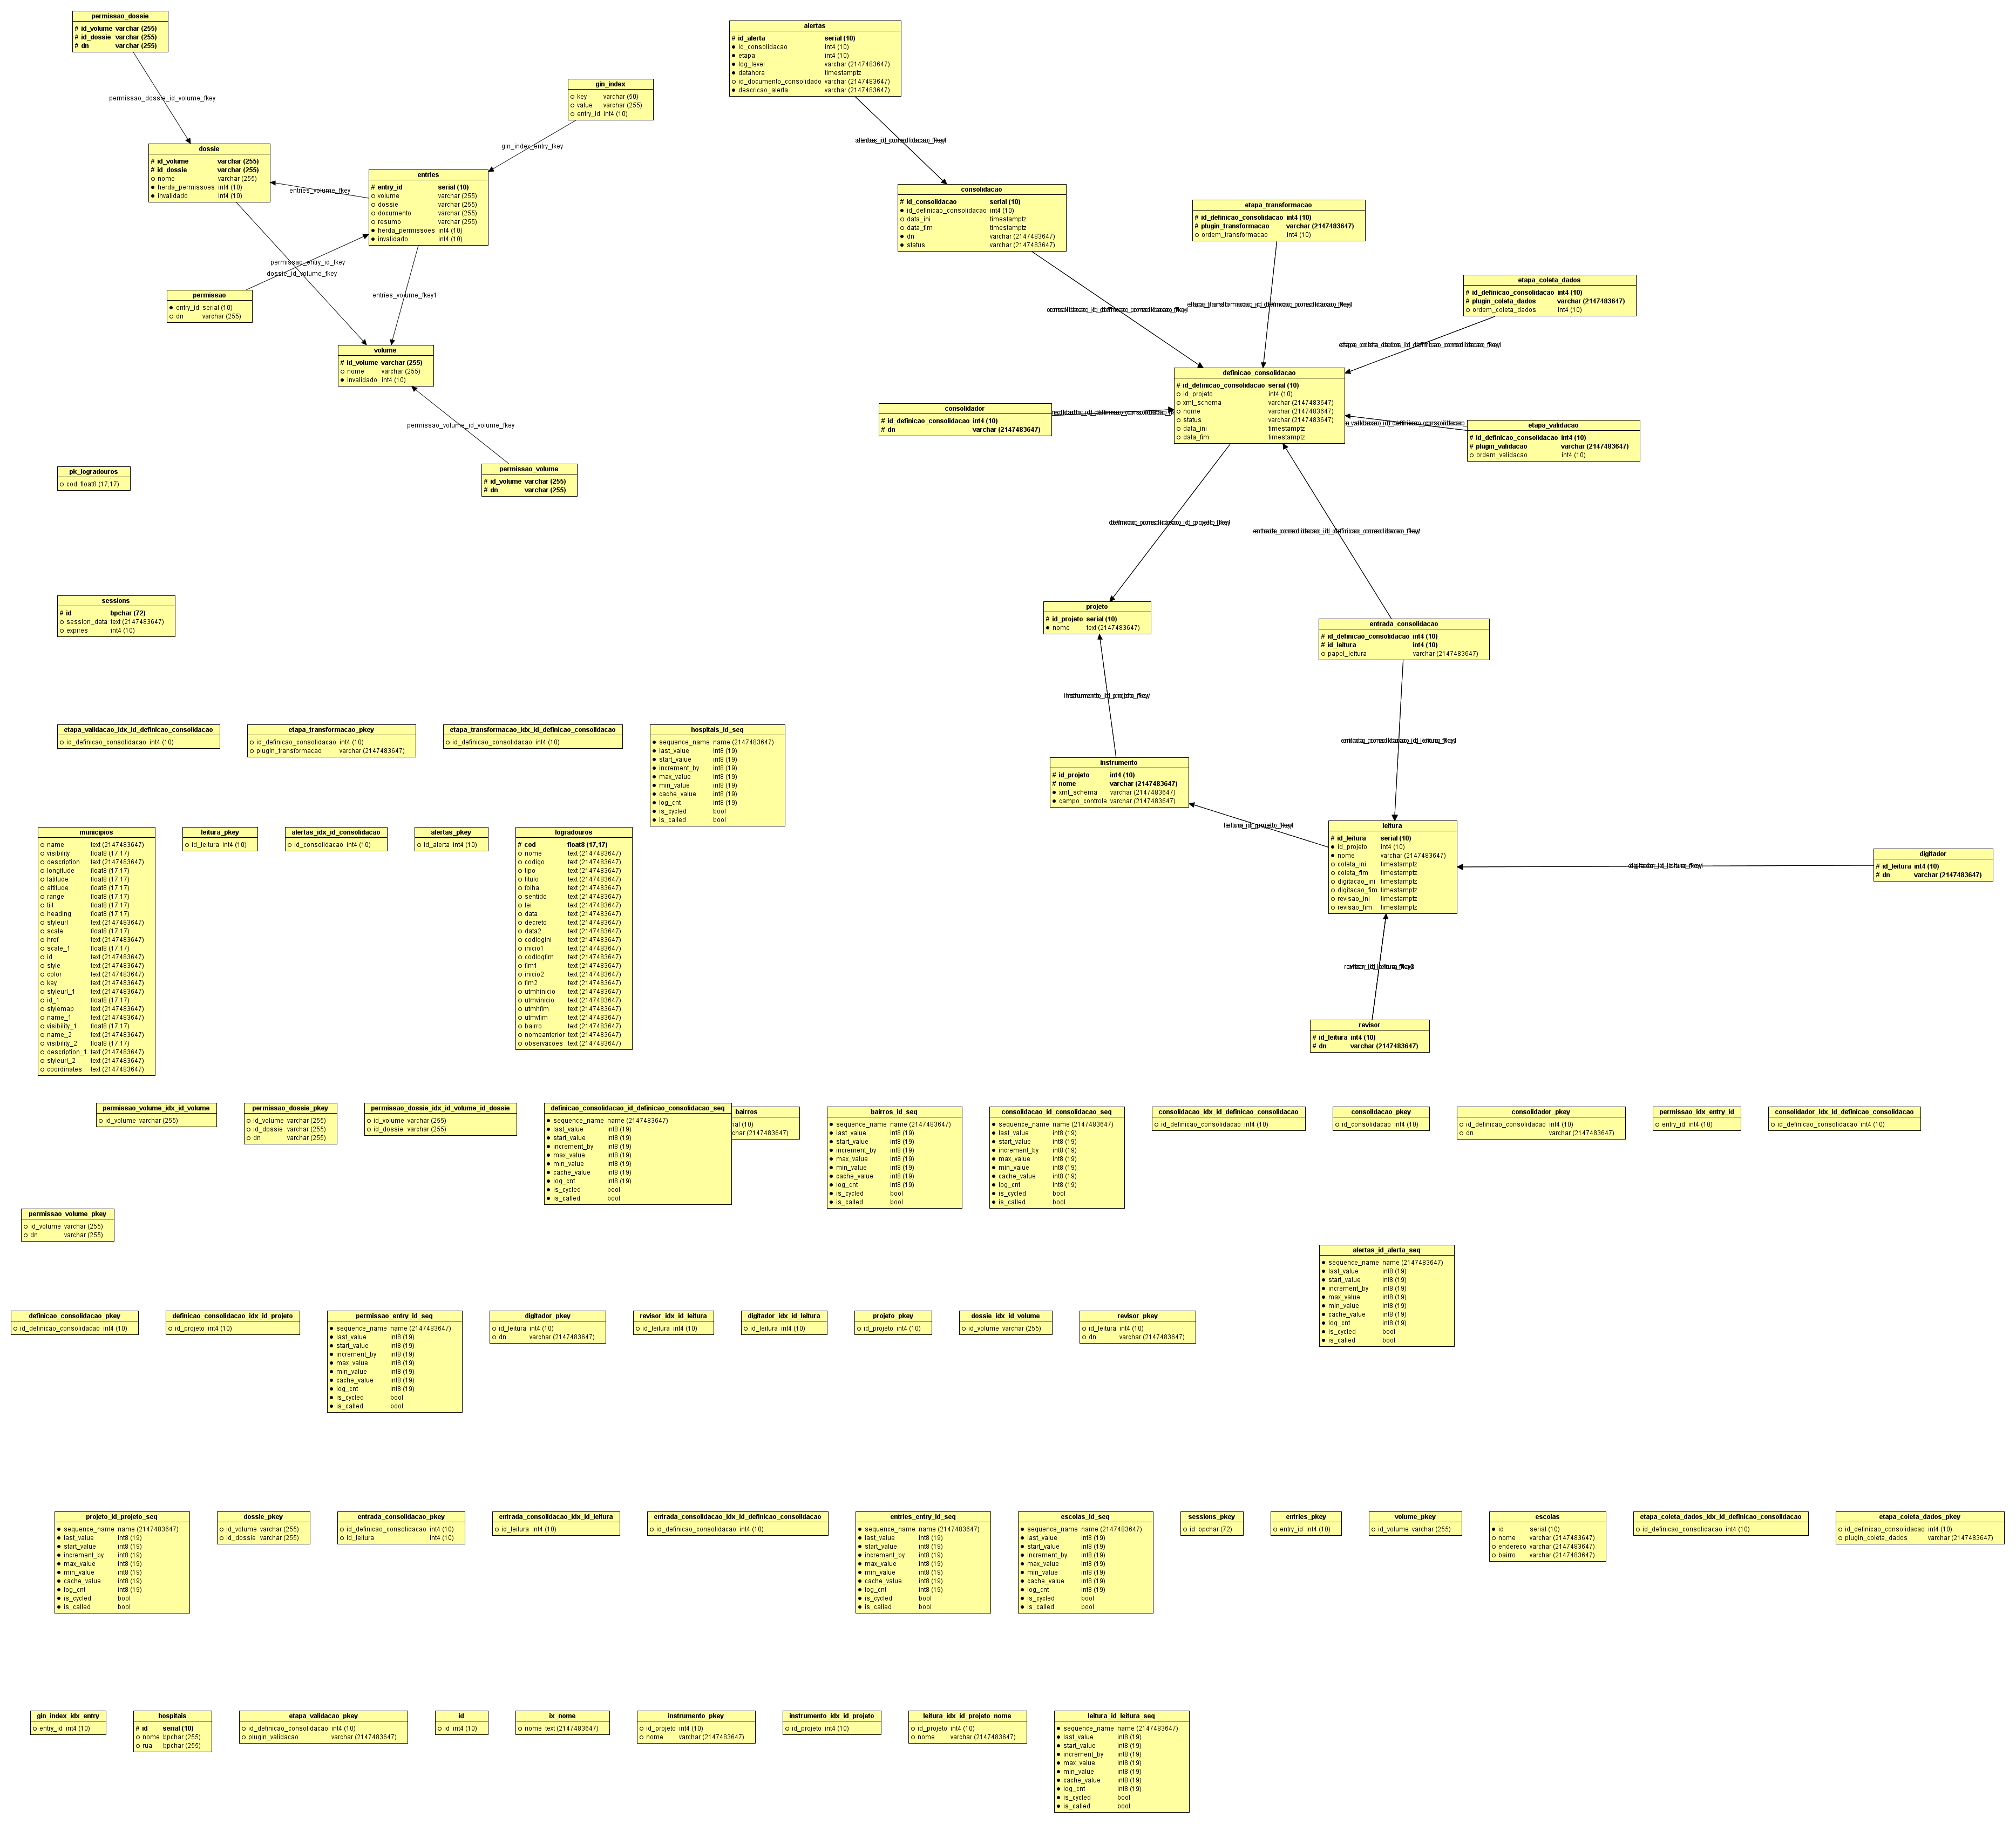 permissao_dossie
# id_volume varchar (255)
# id_dossie varchar (255)
# dn varchar (255)
permissao_dossie_id_volume_fkey
alertas
# id_alerta serial (10)
id_consolidacao int4 (10)
etapa int4 (10)
log_level varchar (2147483647)
datahora timestamptz
id_documento_consolidado varchar (2147483647)
descricao_alerta varchar (2147483647)
gin_index
key varchar (50)
value varchar (255)
entry_id int4 (10)
gin_index_entry_fkey
dossie
# id_volume varchar (255)
# id_dossie varchar (255)
nome varchar (255)
herda_permissoes int4 (10)
invalidado int4 (10)
entries_volume_fkey
entries
# entry_id serial (10)
volume varchar (255)
dossie varchar (255)
documento varchar (255)
resumo varchar (255)
herda_permissoes int4 (10)
invalidado int4 (10)
consolidacao
# id_consolidacao serial (10)
id_definicao_consolidacao int4 (10)
data_ini timestamptz
data_fim timestamptz
dn varchar (2147483647)
status varchar (2147483647)
etapa_transformacao
# id_definicao_consolidacao int4 (10)
# plugin_transformacao varchar (2147483647)
ordem_transformacao int4 (10)
permissao_entry_id_fkey
dossie_id_volume_fkey
entries_volume_fkey1
permissao
entry_id serial (10)
dn varchar (255)
etapa_coleta_dados
# id_definicao_consolidacao int4 (10)
# plugin_coleta_dados varchar (2147483647)
ordem_coleta_dados int4 (10)
volume
# id_volume varchar (255)
nome varchar (255)
invalidado int4 (10)
permissao_volume_id_volume_fkey
definicao_consolidacao
# id_definicao_consolidacao serial (10)
id_projeto int4 (10)
xml_schema varchar (2147483647)
nome varchar (2147483647)
status varchar (2147483647)
data_ini timestamptz
data_fim timestamptz
consolidador
# id_definicao_consolidacao int4 (10)
# dn varchar (2147483647)
etapa_validacao
# id_definicao_consolidacao int4 (10)
# plugin_validacao varchar (2147483647)
ordem_validacao int4 (10)
pk_logradouros
cod float8 (17,17)
permissao_volume
# id_volume varchar (255)
# dn varchar (255)
sessions
# id bpchar (72)
session_data text (2147483647)
expires int4 (10)
projeto
# id_projeto serial (10)
nome text (2147483647)
entrada_consolidacao
# id_definicao_consolidacao int4 (10)
# id_leitura int4 (10)
papel_leitura varchar (2147483647)
etapa_validacao_idx_id_definicao_consolidacao
id_definicao_consolidacao int4 (10)
etapa_transformacao_pkey
id_definicao_consolidacao int4 (10)
plugin_transformacao varchar (2147483647)
etapa_transformacao_idx_id_definicao_consolidacao
id_definicao_consolidacao int4 (10)
hospitais_id_seq
sequence_name name (2147483647)
last_value int8 (19)
start_value int8 (19)
increment_by int8 (19)
max_value int8 (19)
min_value int8 (19)
cache_value int8 (19)
log_cnt int8 (19)
is_cycled bool
is_called bool
instrumento
# id_projeto int4 (10)
# nome varchar (2147483647)
xml_schema varchar (2147483647)
campo_controle varchar (2147483647)
municipios
name text (2147483647)
visibility float8 (17,17)
description text (2147483647)
longitude float8 (17,17)
latitude float8 (17,17)
altitude float8 (17,17)
range float8 (17,17)
tilt float8 (17,17)
heading float8 (17,17)
styleurl text (2147483647)
scale float8 (17,17)
href text (2147483647)
scale_1 float8 (17,17)
id text (2147483647)
style text (2147483647)
color text (2147483647)
key text (2147483647)
styleurl_1 text (2147483647)
id_1 float8 (17,17)
stylemap text (2147483647)
name_1 text (2147483647)
visibility_1 float8 (17,17)
name_2 text (2147483647)
visibility_2 float8 (17,17)
description_1 text (2147483647)
styleurl_2 text (2147483647)
coordinates text (2147483647)
leitura_pkey
id_leitura int4 (10)
alertas_idx_id_consolidacao
id_consolidacao int4 (10)
alertas_pkey
id_alerta int4 (10)
logradouros
# cod float8 (17,17)
nome text (2147483647)
codigo text (2147483647)
tipo text (2147483647)
titulo text (2147483647)
folha text (2147483647)
sentido text (2147483647)
lei text (2147483647)
data text (2147483647)
decreto text (2147483647)
data2 text (2147483647)
codlogini text (2147483647)
inicio1 text (2147483647)
codlogfim text (2147483647)
fim1 text (2147483647)
inicio2 text (2147483647)
fim2 text (2147483647)
utmhinicio text (2147483647)
utmvinicio text (2147483647)
utmhfim text (2147483647)
utmvfim text (2147483647)
bairro text (2147483647)
nomeanterior text (2147483647)
observacoes text (2147483647)
leitura
# id_leitura serial (10)
id_projeto int4 (10)
nome varchar (2147483647)
coleta_ini timestamptz
coleta_fim timestamptz
digitacao_ini timestamptz
digitacao_fim timestamptz
revisao_ini timestamptz
revisao_fim timestamptz
digitador
# id_leitura int4 (10)
# dn varchar (2147483647)
revisor
# id_leitura int4 (10)
# dn varchar (2147483647)
permissao_volume_idx_id_volume
id_volume varchar (255)
permissao_dossie_pkey
id_volume varchar (255)
id_dossie varchar (255)
dn varchar (255)
permissao_dossie_idx_id_volume_id_dossie
id_volume varchar (255)
id_dossie varchar (255)
definicao_consolidacao_id_definicao_consolidacao_seq
sequence_name name (2147483647)
last_value int8 (19)
start_value int8 (19)
increment_by int8 (19)
max_value int8 (19)
min_value int8 (19)
cache_value int8 (19)
log_cnt int8 (19)
is_cycled bool
is_called bool
bairros
(10)
(2147483647)
bairros_id_seq
sequence_name name (2147483647)
last_value int8 (19)
start_value int8 (19)
increment_by int8 (19)
max_value int8 (19)
min_value int8 (19)
cache_value int8 (19)
log_cnt int8 (19)
is_cycled bool
is_called bool
consolidacao_id_consolidacao_seq
sequence_name name (2147483647)
last_value int8 (19)
start_value int8 (19)
increment_by int8 (19)
max_value int8 (19)
min_value int8 (19)
cache_value int8 (19)
log_cnt int8 (19)
is_cycled bool
is_called bool
consolidacao_idx_id_definicao_consolidacao
id_definicao_consolidacao int4 (10)
consolidacao_pkey
id_consolidacao int4 (10)
consolidador_pkey
id_definicao_consolidacao int4 (10)
dn varchar (2147483647)
permissao_idx_entry_id
entry_id int4 (10)
consolidador_idx_id_definicao_consolidacao
id_definicao_consolidacao int4 (10)
permissao_volume_pkey
id_volume varchar (255)
dn varchar (255)
alertas_id_alerta_seq
sequence_name name (2147483647)
last_value int8 (19)
start_value int8 (19)
increment_by int8 (19)
max_value int8 (19)
min_value int8 (19)
cache_value int8 (19)
log_cnt int8 (19)
is_cycled bool
is_called bool
definicao_consolidacao_pkey
id_definicao_consolidacao int4 (10)
definicao_consolidacao_idx_id_projeto
id_projeto int4 (10)
permissao_entry_id_seq
sequence_name name (2147483647)
last_value int8 (19)
start_value int8 (19)
increment_by int8 (19)
max_value int8 (19)
min_value int8 (19)
cache_value int8 (19)
log_cnt int8 (19)
is_cycled bool
is_called bool
digitador_pkey
id_leitura int4 (10)
dn varchar (2147483647)
revisor_idx_id_leitura
id_leitura int4 (10)
digitador_idx_id_leitura
id_leitura int4 (10)
projeto_pkey
id_projeto int4 (10)
dossie_idx_id_volume
id_volume varchar (255)
revisor_pkey
id_leitura int4 (10)
dn varchar (2147483647)
projeto_id_projeto_seq
sequence_name name (2147483647)
last_value int8 (19)
start_value int8 (19)
increment_by int8 (19)
max_value int8 (19)
min_value int8 (19)
cache_value int8 (19)
log_cnt int8 (19)
is_cycled bool
is_called bool
dossie_pkey
id_volume varchar (255)
id_dossie varchar (255)
entrada_consolidacao_pkey
id_definicao_consolidacao int4 (10)
id_leitura int4 (10)
entrada_consolidacao_idx_id_leitura
id_leitura int4 (10)
entrada_consolidacao_idx_id_definicao_consolidacao
id_definicao_consolidacao int4 (10)
entries_entry_id_seq
sequence_name name (2147483647)
last_value int8 (19)
start_value int8 (19)
increment_by int8 (19)
max_value int8 (19)
min_value int8 (19)
cache_value int8 (19)
log_cnt int8 (19)
is_cycled bool
is_called bool
escolas_id_seq
sequence_name name (2147483647)
last_value int8 (19)
start_value int8 (19)
increment_by int8 (19)
max_value int8 (19)
min_value int8 (19)
cache_value int8 (19)
log_cnt int8 (19)
is_cycled bool
is_called bool
sessions_pkey
id bpchar (72)
entries_pkey
entry_id int4 (10)
volume_pkey
id_volume varchar (255)
escolas
id serial (10)
nome varchar (2147483647)
endereco varchar (2147483647)
bairro varchar (2147483647)
etapa_coleta_dados_idx_id_definicao_consolidacao
id_definicao_consolidacao int4 (10)
etapa_coleta_dados_pkey
id_definicao_consolidacao int4 (10)
plugin_coleta_dados varchar (2147483647)
gin_index_idx_entry
entry_id int4 (10)
hospitais
# id serial (10)
nome bpchar (255)
rua bpchar (255)
etapa_validacao_pkey
id_definicao_consolidacao int4 (10)
plugin_validacao varchar (2147483647)
id
id int4 (10)
ix_nome
nome text (2147483647)
instrumento_pkey
id_projeto int4 (10)
nome varchar (2147483647)
instrumento_idx_id_projeto
id_projeto int4 (10)
leitura_idx_id_projeto_nome
id_projeto int4 (10)
nome varchar (2147483647)
leitura_id_leitura_seq
sequence_name name (2147483647)
last_value int8 (19)
start_value int8 (19)
increment_by int8 (19)
max_value int8 (19)
min_value int8 (19)
cache_value int8 (19)
log_cnt int8 (19)
is_cycled bool
is_called bool